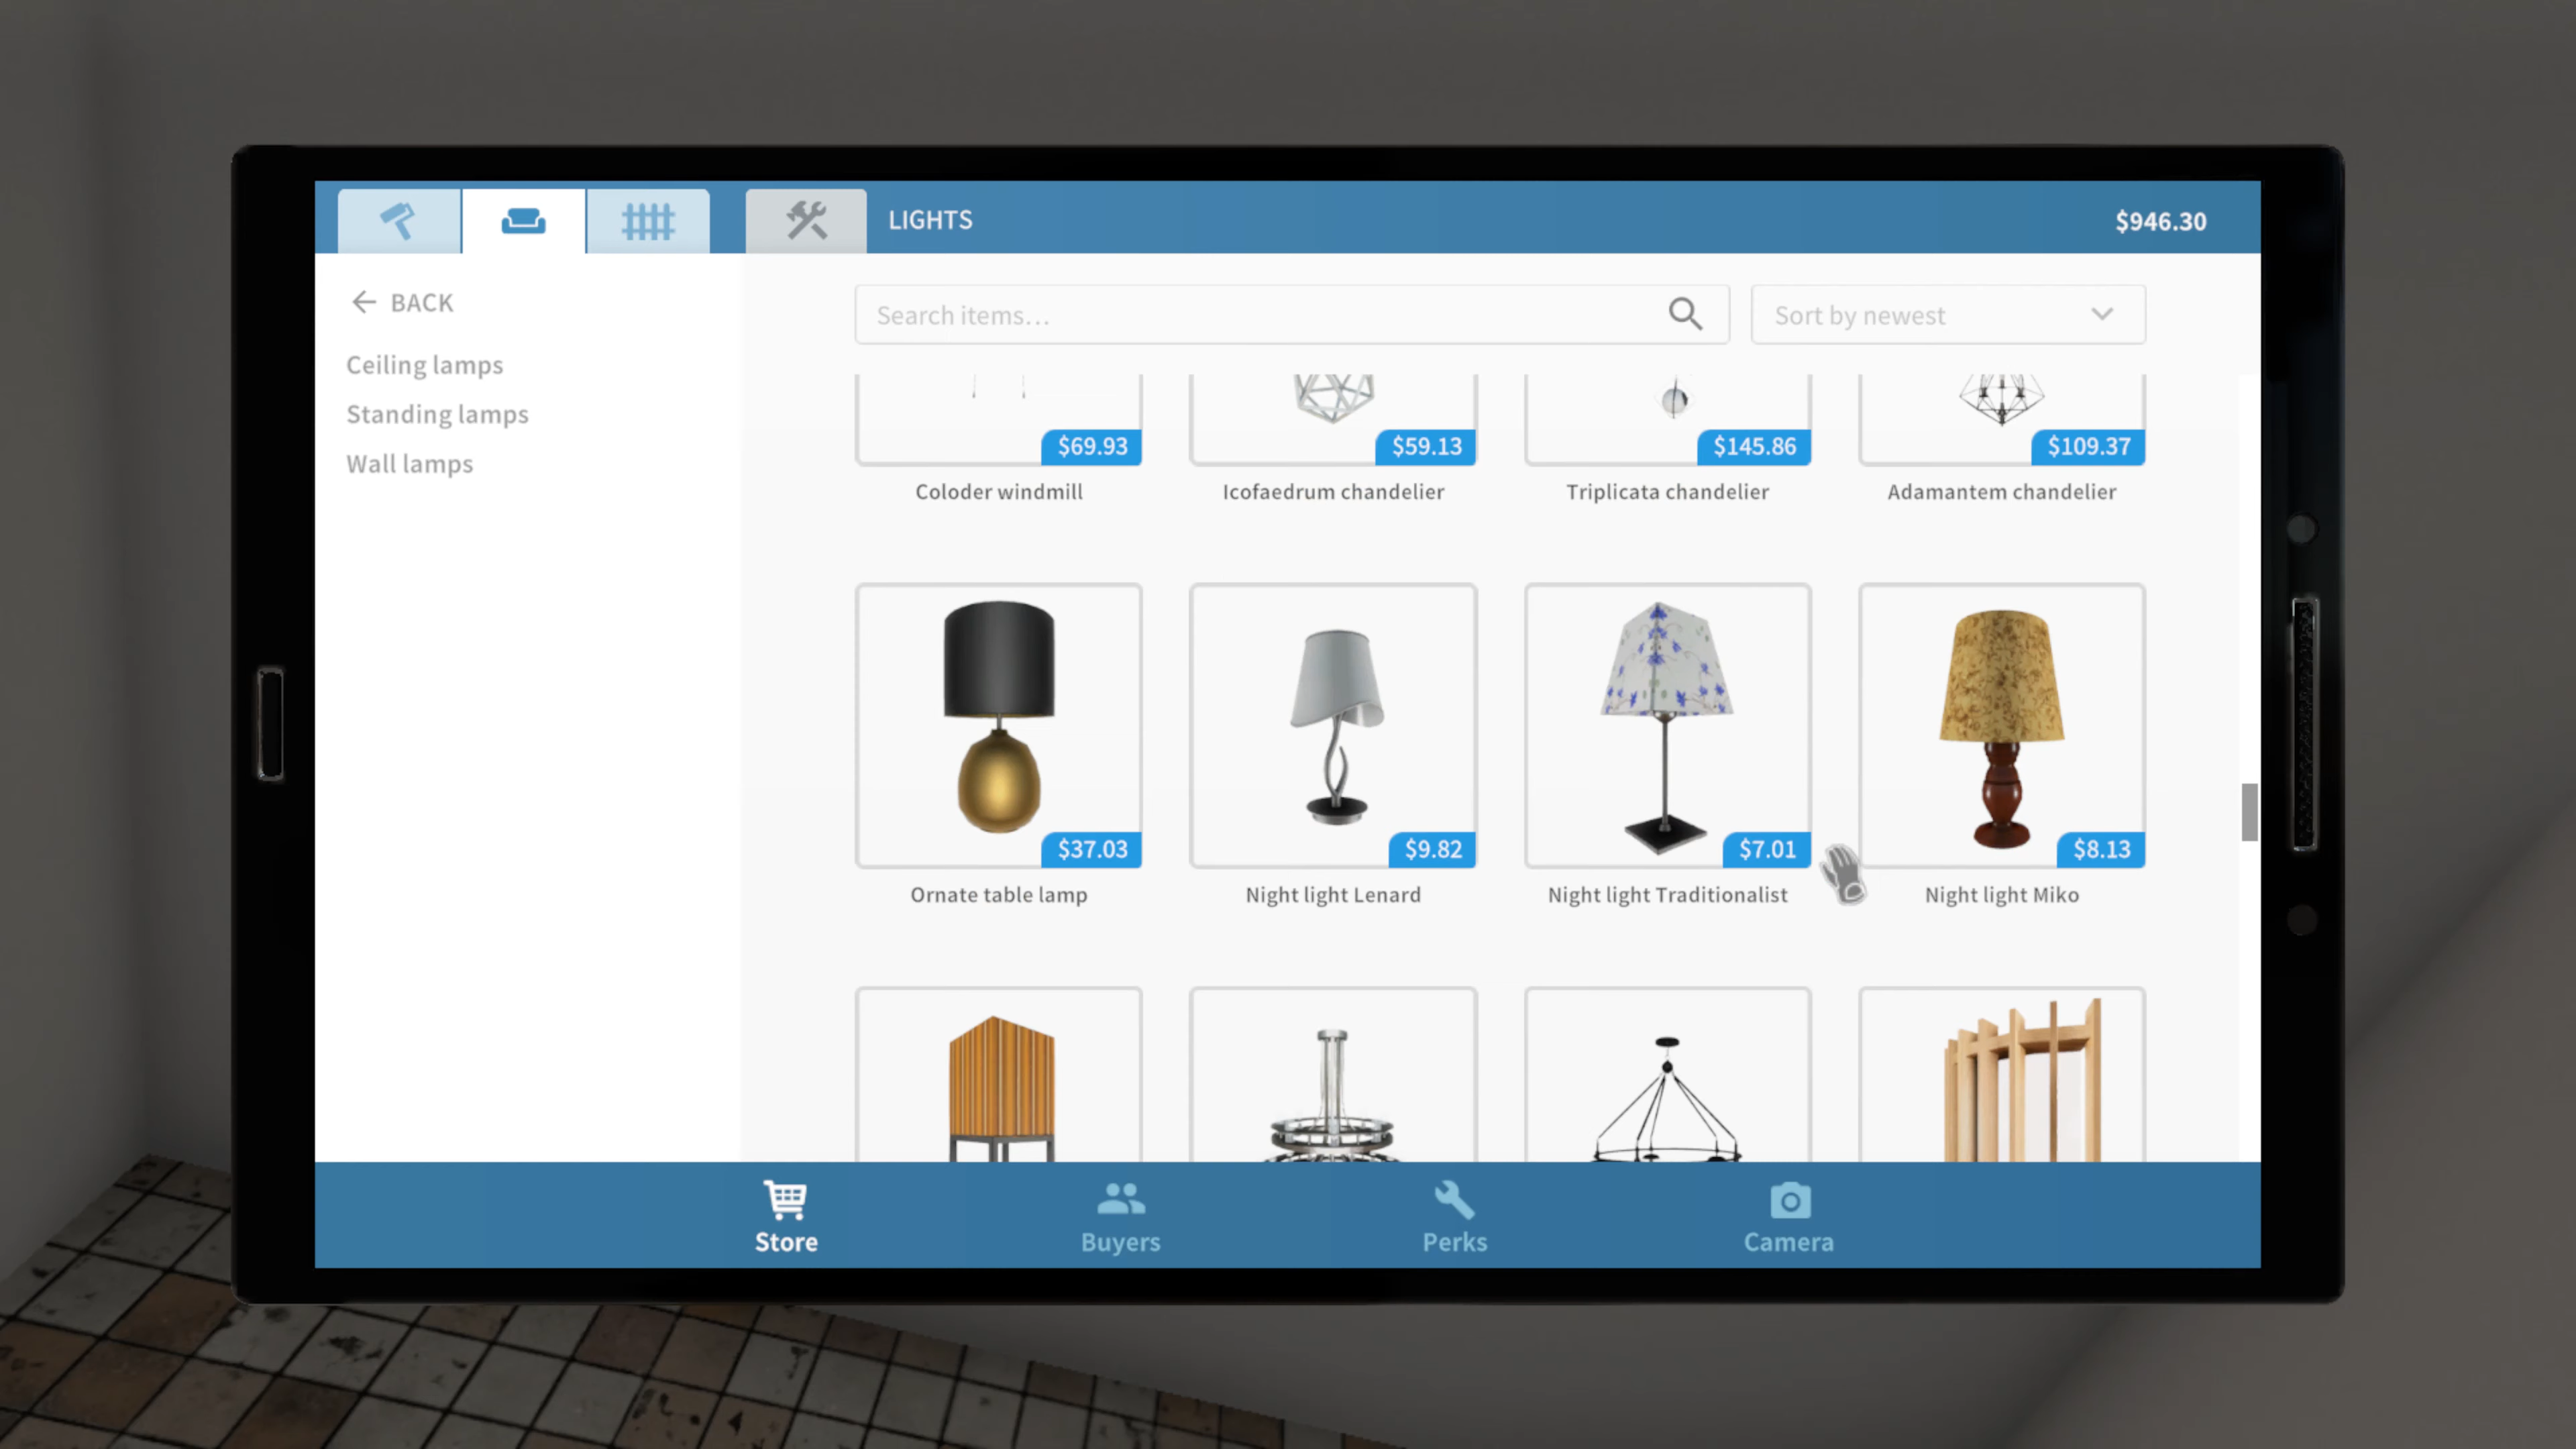 LIGHTS
$946.30
BACK
Search items...
Sort by newest
Ceiling lamps
Standing lamps
Wall lamps
$69.93
$59.13
$145.86
$109.37
Coloder windmill
Icofaedrum chandelier
Triplicata chandelier
Adamantem chandelier
$37.03
$9.82
$7.01
$8.13
Ornate table lamp
Night light Lenard
Night light Traditionalist
Night light Miko
Store
Buyers
Perks
Camera